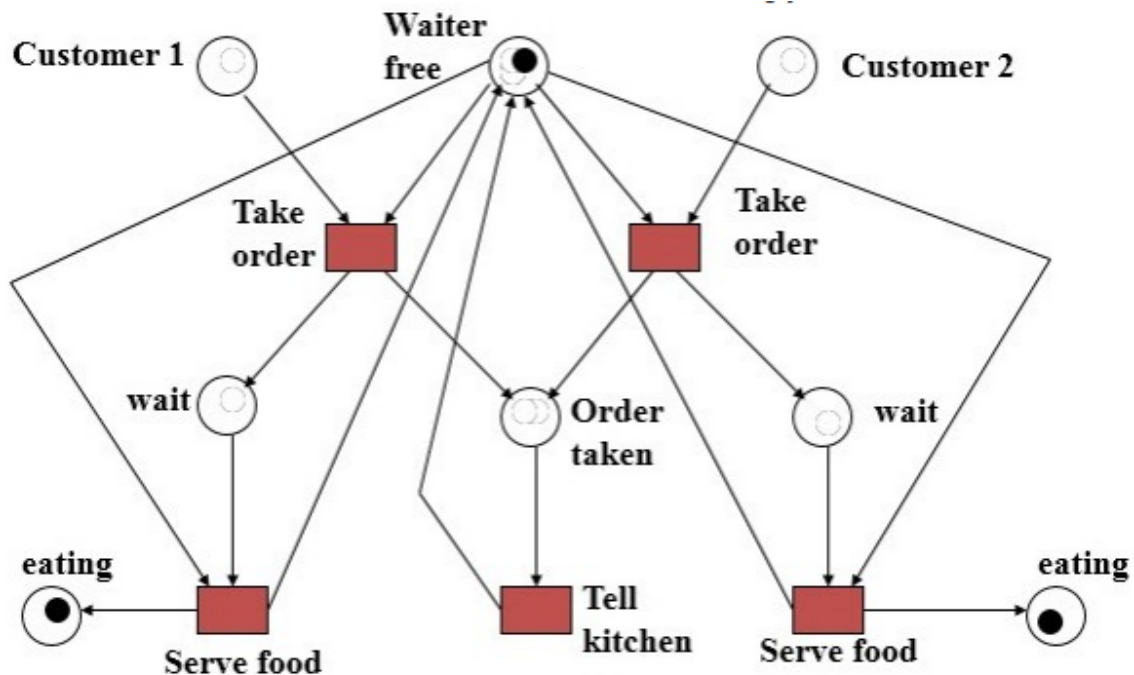 Customer 1
Waiter
free
Customer 2
Take
order
Take
order
wait
Order
taken
wait
eating
Serve food
Tell
kitchen
Serve food
eating